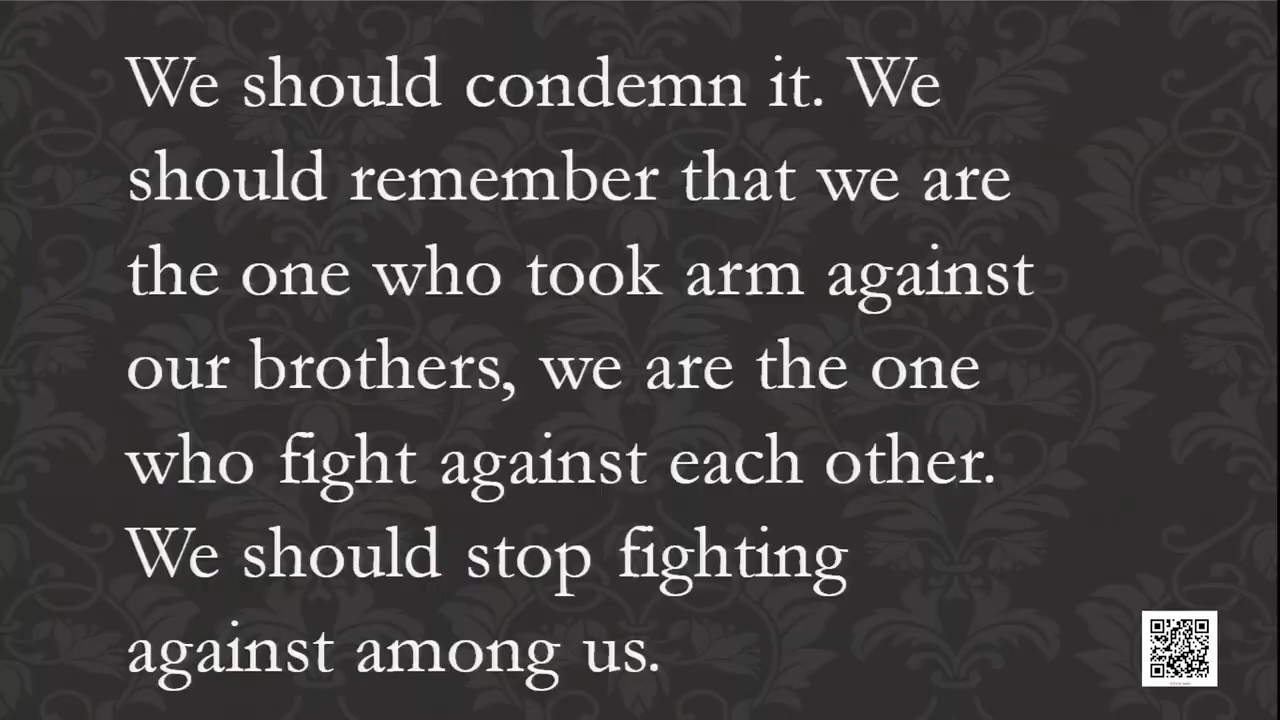 We should condemn it. We
should remember that we are
the one who took arm against
our brothers, we are the one
who fight against each other.
We should stop fighting
against among us.